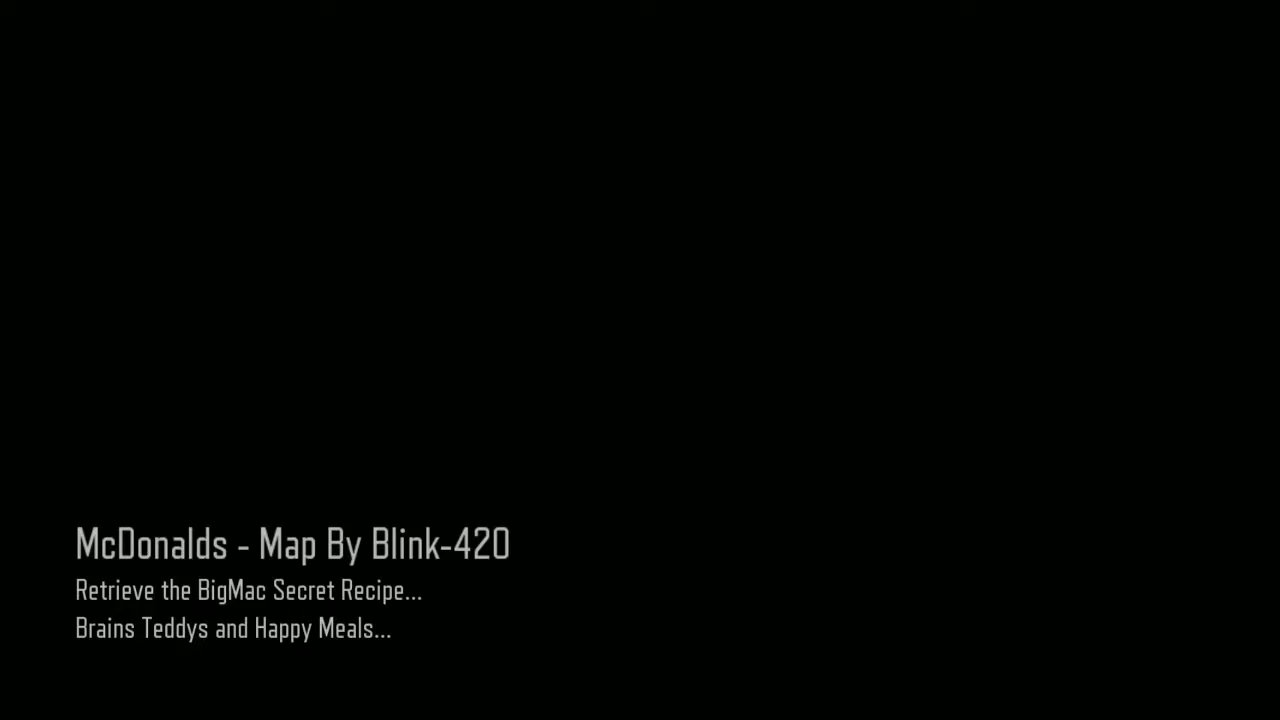 McDonalds - Map By Blink-420
Retrieve the BigMac Secret Recipe...
Brains Teddys and Happy Meals...